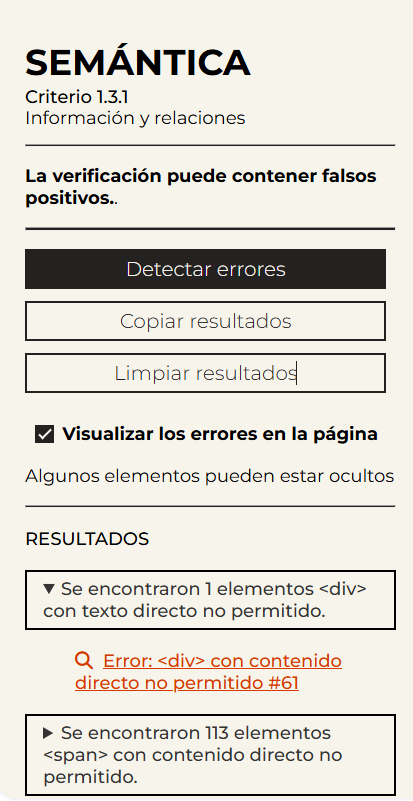 SEMÁNTICA
Criterio 1.3.1
Información y relaciones
La verificación puede contener falsos
positivos..
Detectar errores
Copiar resultados
Limpiar resultados
Visualizar los errores en la página
Algunos elementos pueden estar ocultos
RESULTADOS
Se encontraron 1 elementos <div>
con texto directo no permitido.
Error: <div> con contenido
directo no permitido #61
Se encontraron 113 elementos
<span> con contenido directo no
permitido.